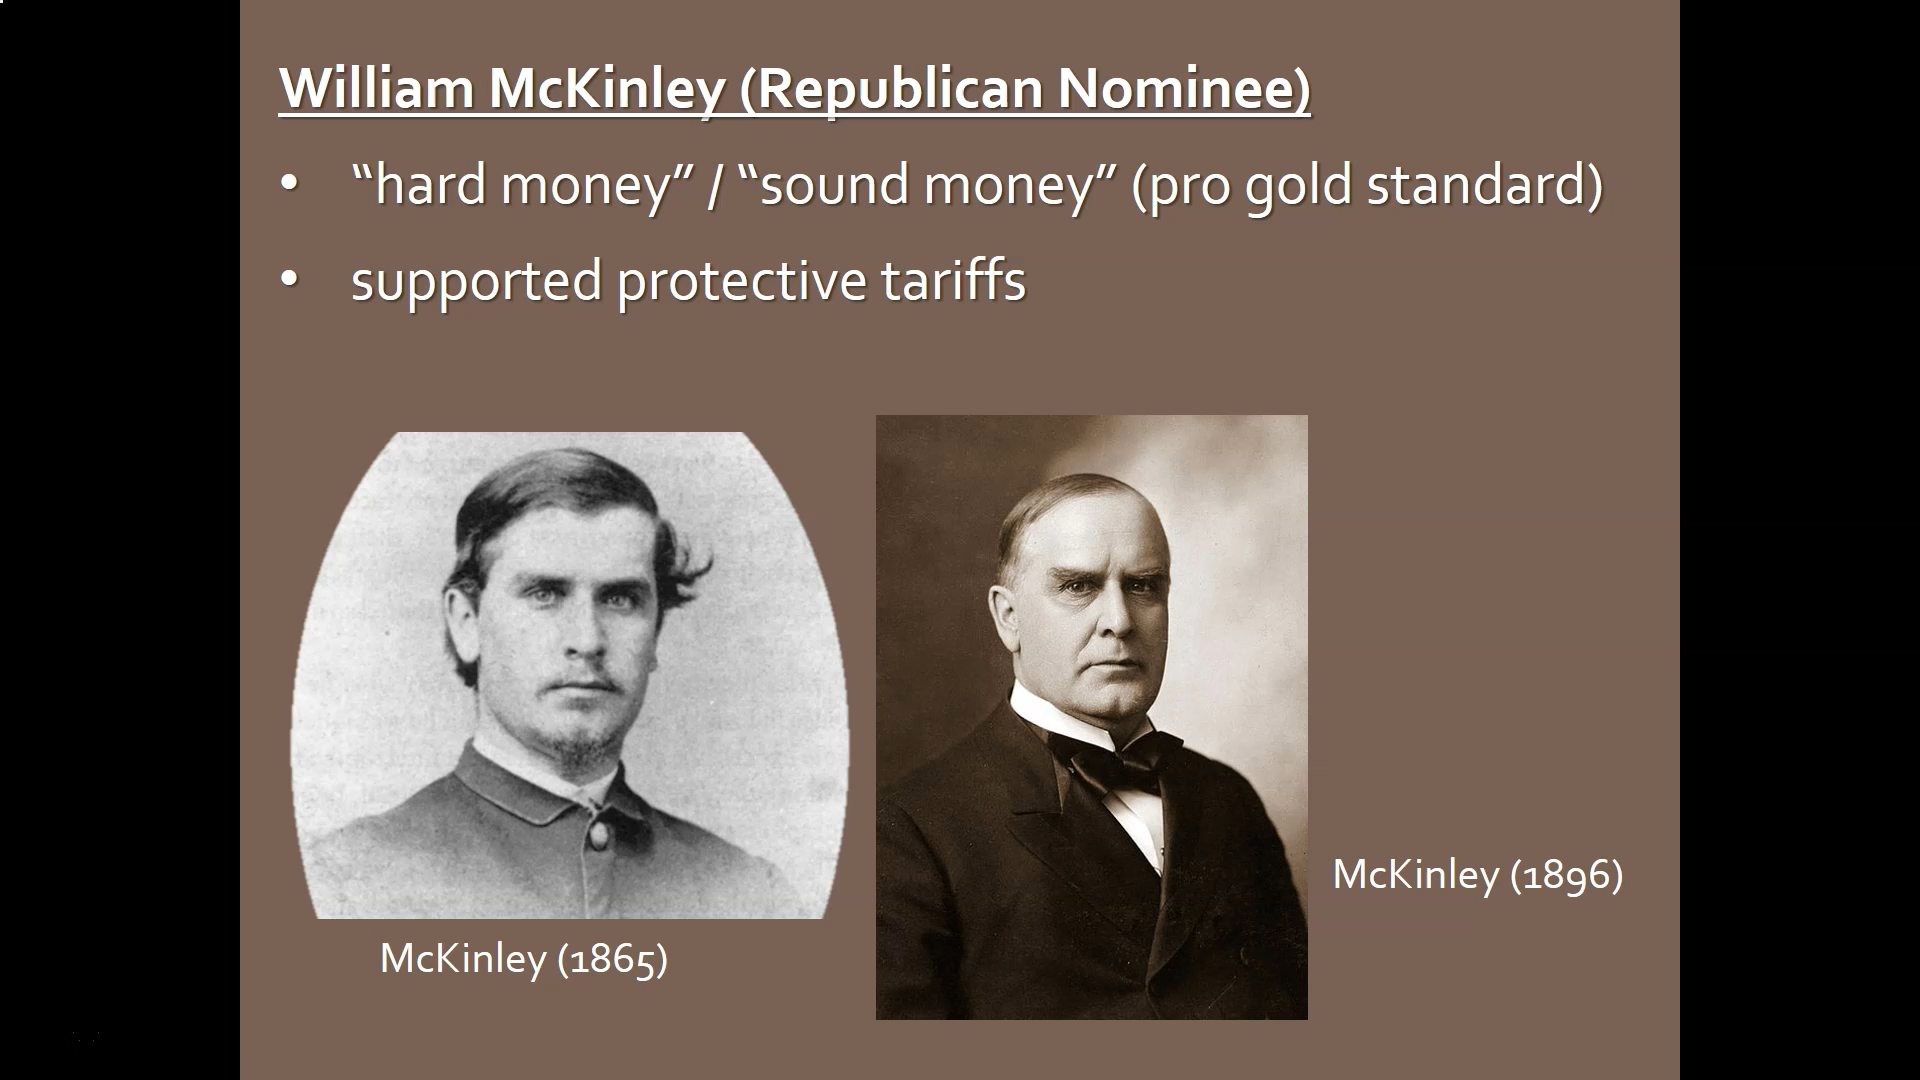 William McKinley (Republican Nominee)
• “hard money” / “sound money” (pro gold standard)
• supported protective tariffs
McKinley (1896)
McKinley (1865)